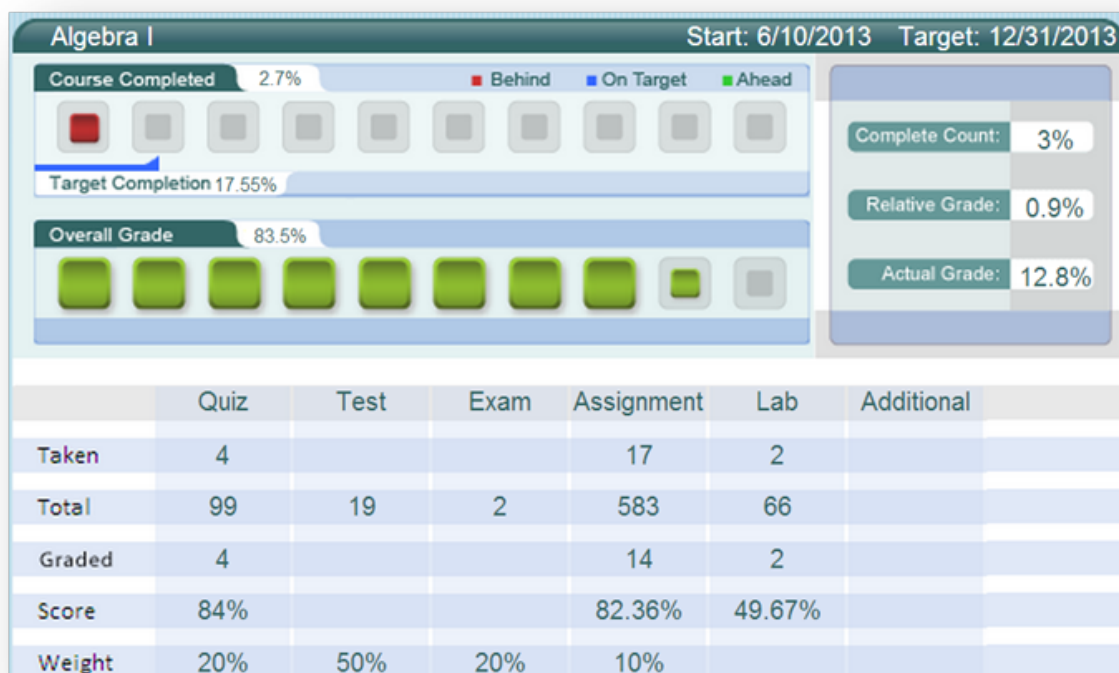 Algebra I Start: 6/10/2013 Target: 12/31/2013
Course Completed 2.7% Behind On Target Ahead
Target Completion 17.55%
Overall Grade 83.5%
Complete Count: 3%
Relative Grade: 0.9%
Actual Grade: 12.8%
Quiz Test Exam Assignment Lab Additional
Taken 4 17 2
Total 99 19 2 583 66
Graded 4 14 2
Score 84% 82.36% 49.67%
Weight 20% 50% 20% 10%